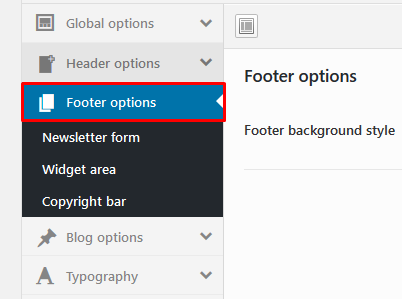 Global options
Header options
Footer options
Newsletter form
Widget area
Copyright bar
Blog options
Typography
Footer options
Footer background style